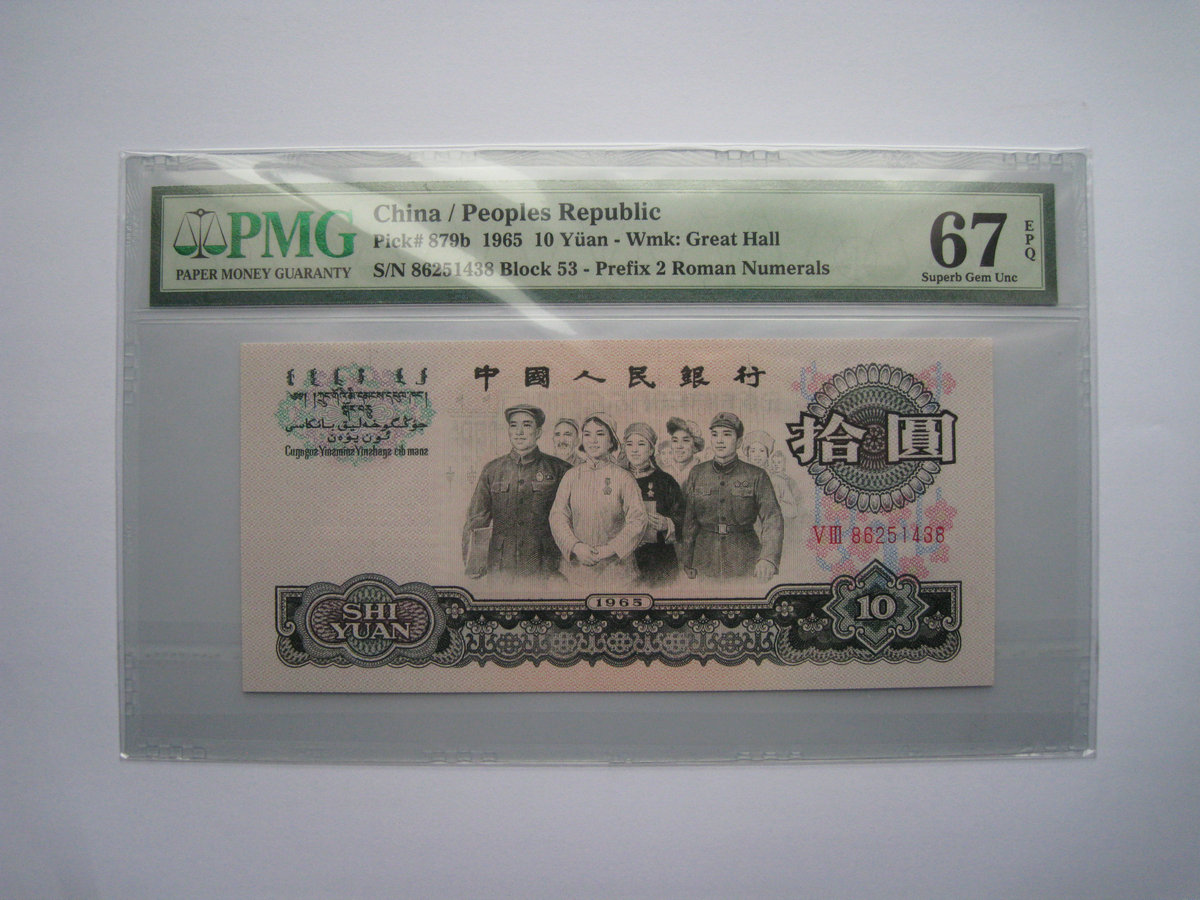 PMG
PAPER MONEY GUARANTY
China / Peoples Republic
Pick# 879b 1965 10 Yüan - Wmk: Great Hall
S/N 86251438 Block 53 - Prefix 2 Roman Numerals
67
EPQ
Superb Gem Unc
中國人民銀行
拾圓
VIII 86251438
1965
SHI
YUAN
10